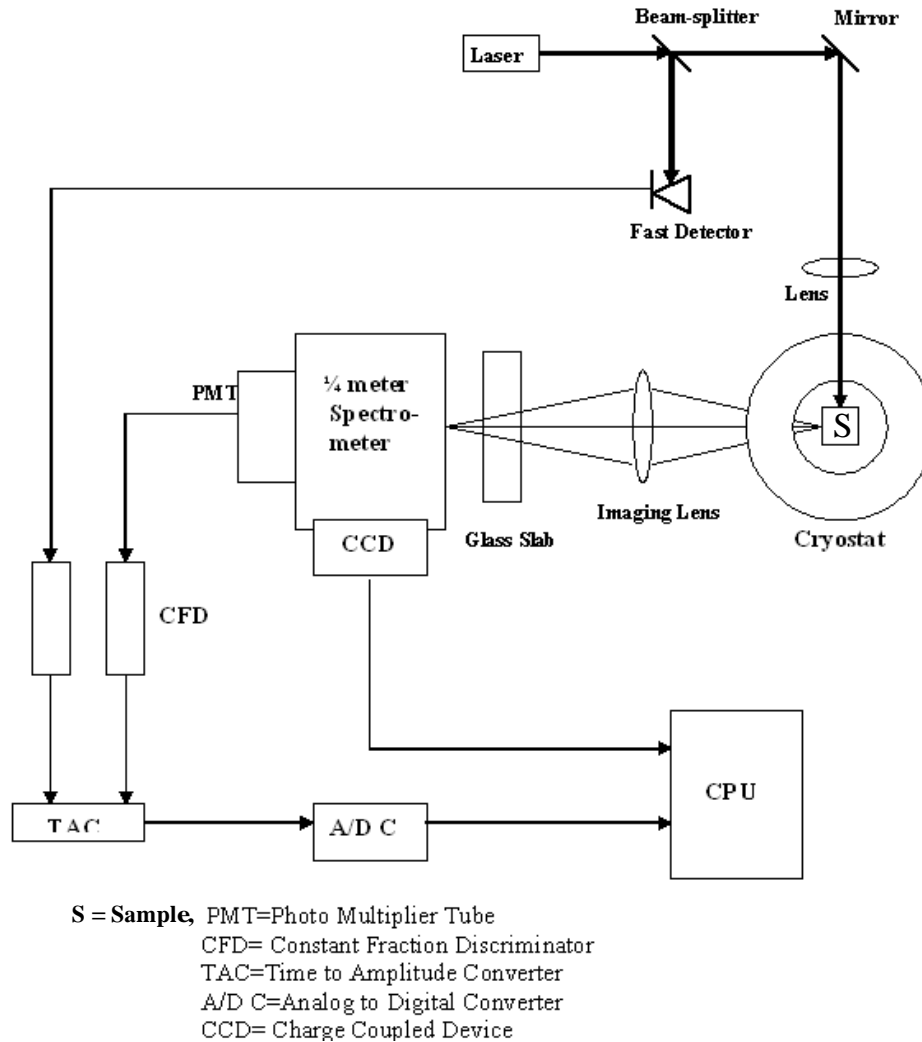 Beam-splitter
Mirror
Laser
Fast Detector
Lens
PMT
¼ meter
Spectro-
meter
S
Imaging Lens
Glass Slab
Cryostat
CCD
CFD
CPU
TAC
A/D C
S = Sample, PMT=Photo Multiplier Tube
CFD= Constant Fraction Discriminator
TAC=Time to Amplitude Converter
A/D C=Analog to Digital Converter
CCD= Charge Coupled Device